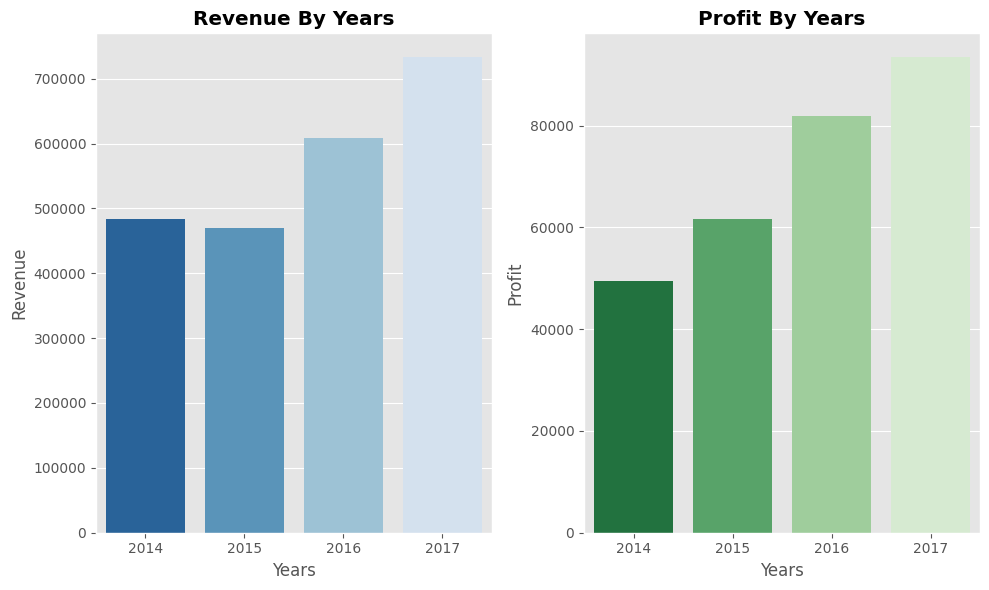 Revenue By Years
Revenue
700000
600000
500000
400000
300000
200000
100000
0
2014 2015 2016 2017
Years
Profit By Years
Profit
80000
60000
40000
20000
0
2014 2015 2016 2017
Years